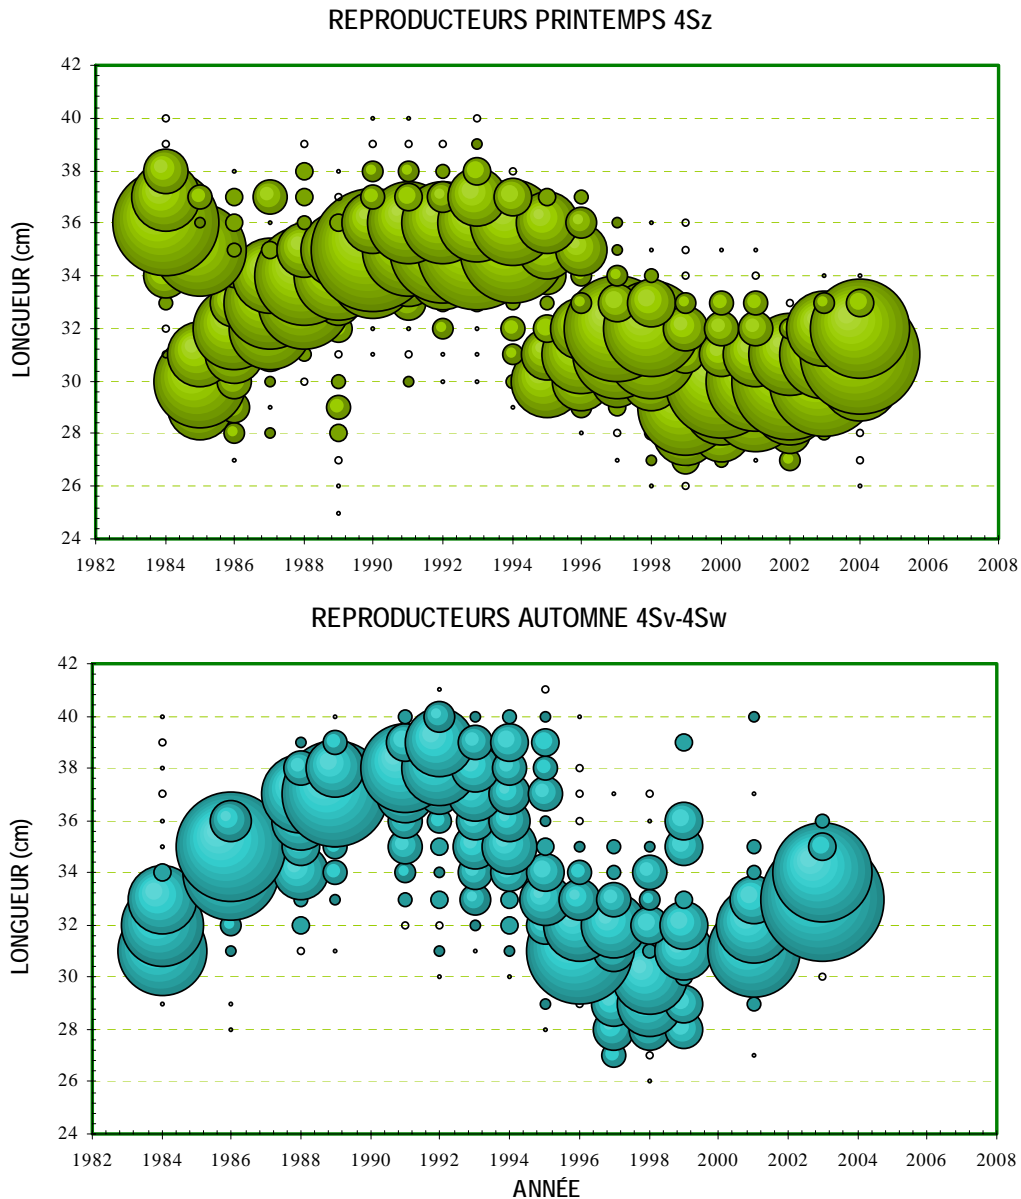 REPRODUCTEURS PRINTEMPS 4Sz
42
40
38
36
34
32
30
28
26
24
LONGUEUR (cm)
1982 1984 1986 1988 1990 1992 1994 1996 1998 2000 2002 2004 2006 2008
REPRODUCTEURS AUTOMNE 4Sv-4Sw
42
40
38
36
34
32
30
28
26
24
LONGUEUR (cm)
1982 1984 1986 1988 1990 1992 1994 1996 1998 2000 2002 2004 2006 2008
ANNÉE